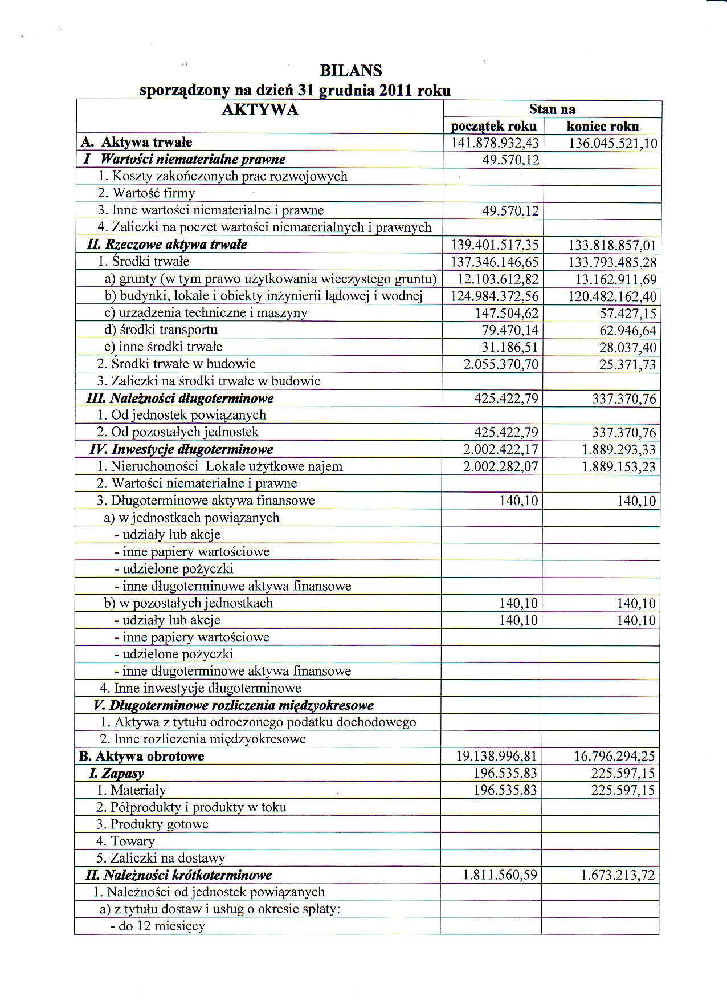 BILANS
sporządzony na dzień 31 grudnia 2011 roku
AKTYWA Stan na
początek roku koniec roku
A. Aktywa trwałe 141.878.932,43 136.045.521,10
I Wartości niematerialne prawne 49.570,12
1. Koszty zakończonych prac rozwojowych
2. Wartość firmy
3. Inne wartości niematerialne i prawne 49.570,12
4. Zaliczki na poczet wartości niematerialnych i prawnych
II. Rzeczowe aktywa trwałe 139.401.517,35 133.818.857,01
1. Środki trwałe 137.346.146,65 133.793.485,28
a) grunty (w tym prawo użytkowania wieczystego gruntu) 12.103.612,82 13.162.911,69
b) budynki, lokale i obiekty inżynierii lądowej i wodnej 124.984.372,56 120.482.162,40
c) urządzenia techniczne i maszyny 147.504,62 57.427,15
d) środki transportu 79.470,14 62.946,64
e) inne środki trwałe 31.186,51 28.037,40
2. Środki trwałe w budowie 2.055.370,70 25.371,73
3. Zaliczki na środki trwałe w budowie
III. Należności długoterminowe 425.422,79 337.370,76
1. Od jednostek powiązanych
2. Od pozostałych jednostek 425.422,79 337.370,76
IV. Inwestycje długoterminowe 2.002.422,17 1.889.293,33
1. Nieruchomości Lokale użytkowe najem 2.002.282,07 1.889.153,23
2. Wartości niematerialne i prawne
3. Długoterminowe aktywa finansowe 140,10 140,10
a) w jednostkach powiązanych
- udziały lub akcje
- inne papiery wartościowe
- udzielone pożyczki
- inne długoterminowe aktywa finansowe
b) w pozostałych jednostkach 140,10 140,10
- udziały lub akcje 140,10 140,10
- inne papiery wartościowe
- udzielone pożyczki
- inne długoterminowe aktywa finansowe
4. Inne inwestycje długoterminowe
V. Długoterminowe rozliczenia międzyokresowe
1. Aktywa z tytułu odroczonego podatku dochodowego
2. Inne rozliczenia międzyokresowe
B. Aktywa obrotowe 19.138.996,81 16.796.294,25
I. Zapasy 196.535,83 225.597,15
1. Materiały 196.535,83 225.597,15
2. Półprodukty i produkty w toku
3. Produkty gotowe
4. Towary
5. Zaliczki na dostawy
II. Należności krótkoterminowe 1.811.560,59 1.673.213,72
1. Należności od jednostek powiązanych
a) z tytułu dostaw i usług o okresie spłaty:
- do 12 miesięcy